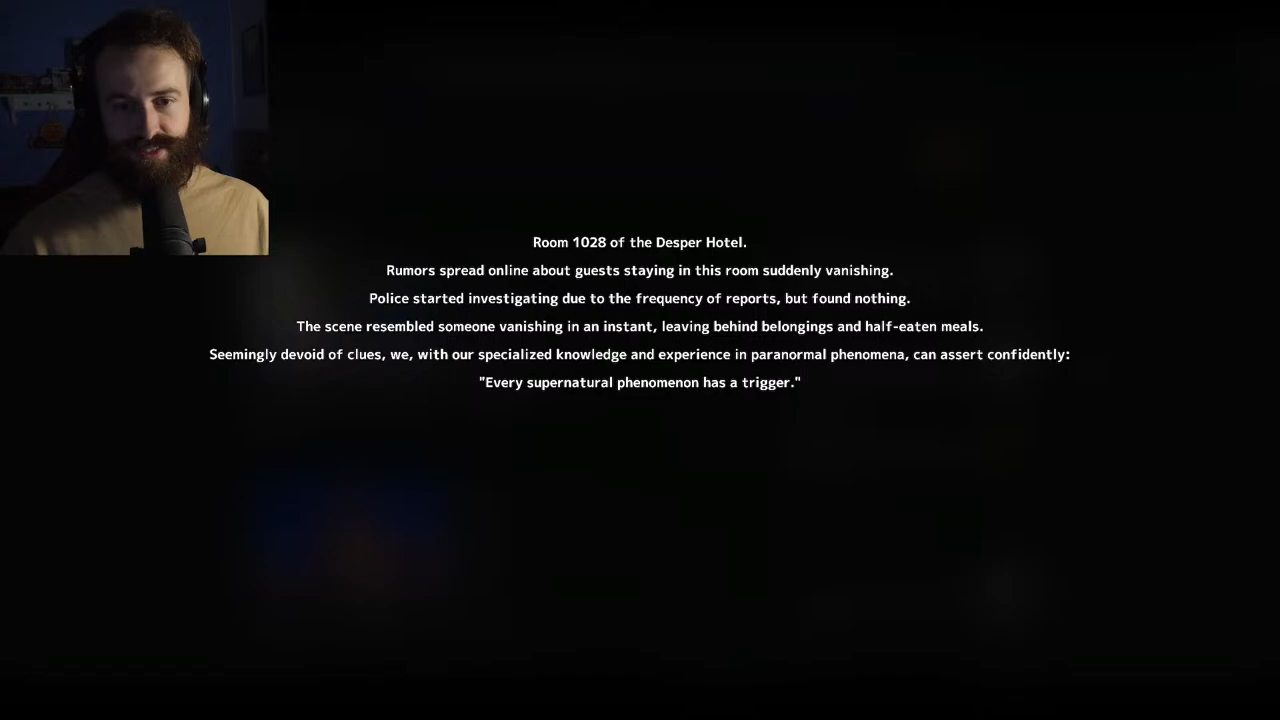 Room 1028 of the Desper Hotel.
Rumors spread online about guests staying in this room suddenly vanishing.
Police started investigating due to the frequency of reports, but found nothing.
The scene resembled someone vanishing in an instant, leaving behind belongings and half-eaten meals.
Seemingly devoid of clues, we, with our specialized knowledge and experience in paranormal phenomena, can assert confidently:
"Every supernatural phenomenon has a trigger."